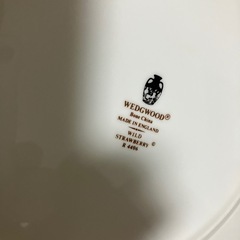 WEDGWOOD®
Bone China
MADE IN ENGLAND
WILD
STRAWBERRY ©
R 4406